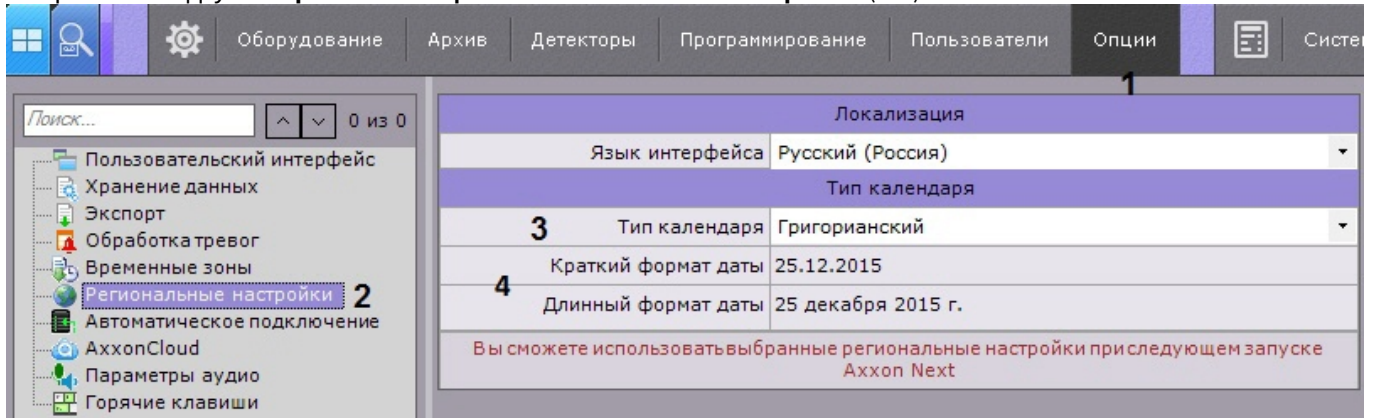 Оборудование Архив Детекторы Программирование Пользователи Опции
1
Поиск... 0 из 0
Пользовательский интерфейс
Хранение данных
Экспорт
Обработка тревог
Временные зоны
Региональные настройки 2
Автоматическое подключение
AxxonCloud
Параметры аудио
Горячие клавиши
Локализация
Язык интерфейса Русский (Россия)
Тип календаря
3 Тип календаря Григорианский
4
Краткий формат даты 25.12.2015
Длинный формат даты 25 декабря 2015 г.
Вы сможете использовать выбранные региональные настройки при следующем запуске
Axxon Next